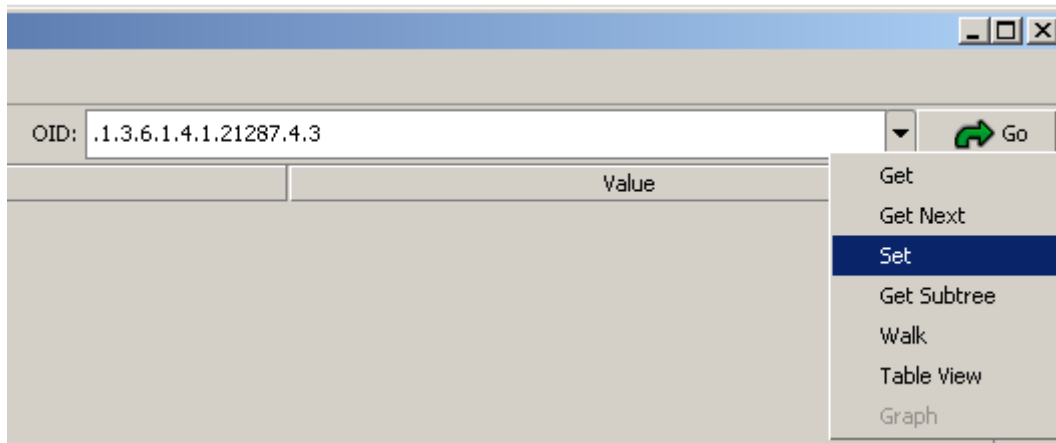 OID: .1.3.6.1.4.1.21287.4.3 Go
Value
Get
Get Next
Set
Get Subtree
Walk
Table View
Graph